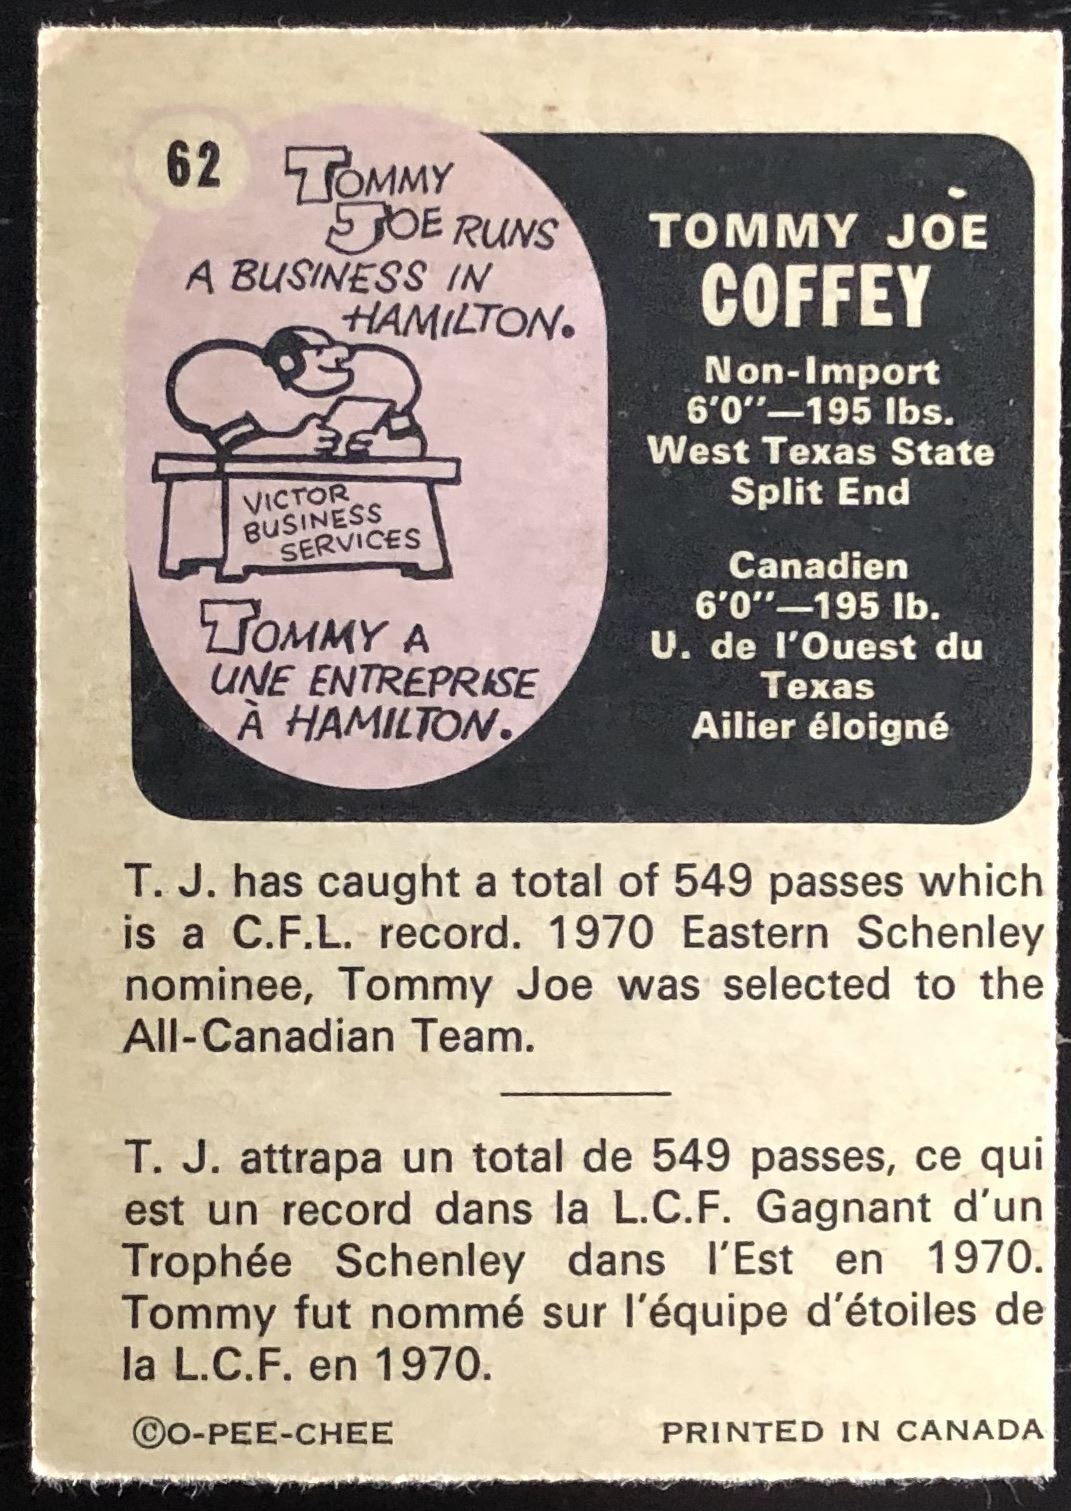 62
TOMMY
JOE RUNS
A BUSINESS IN
HAMILTON.
VICTOR
BUSINESS
SERVICES
TOMMY A
UNE ENTREPRISE
À HAMILTON.
TOMMY JOE
COFFEY
Non-Import
6'0"—195 lbs.
West Texas State
Split End
Canadien
6'0"—195 lb.
U. de l'Ouest du
Texas
Ailier éloigné
T. J. has caught a total of 549 passes which
is a C.F.L. record. 1970 Eastern Schenley
nominee, Tommy Joe was selected to the
All-Canadian Team.
T. J. attrapa un total de 549 passes, ce qui
est un record dans la L.C.F. Gagnant d'un
Trophée Schenley dans l'Est en 1970.
Tommy fut nommé sur l'équipe d'étoiles de
la L.C.F. en 1970.
©O-PEE-CHEE PRINTED IN CANADA